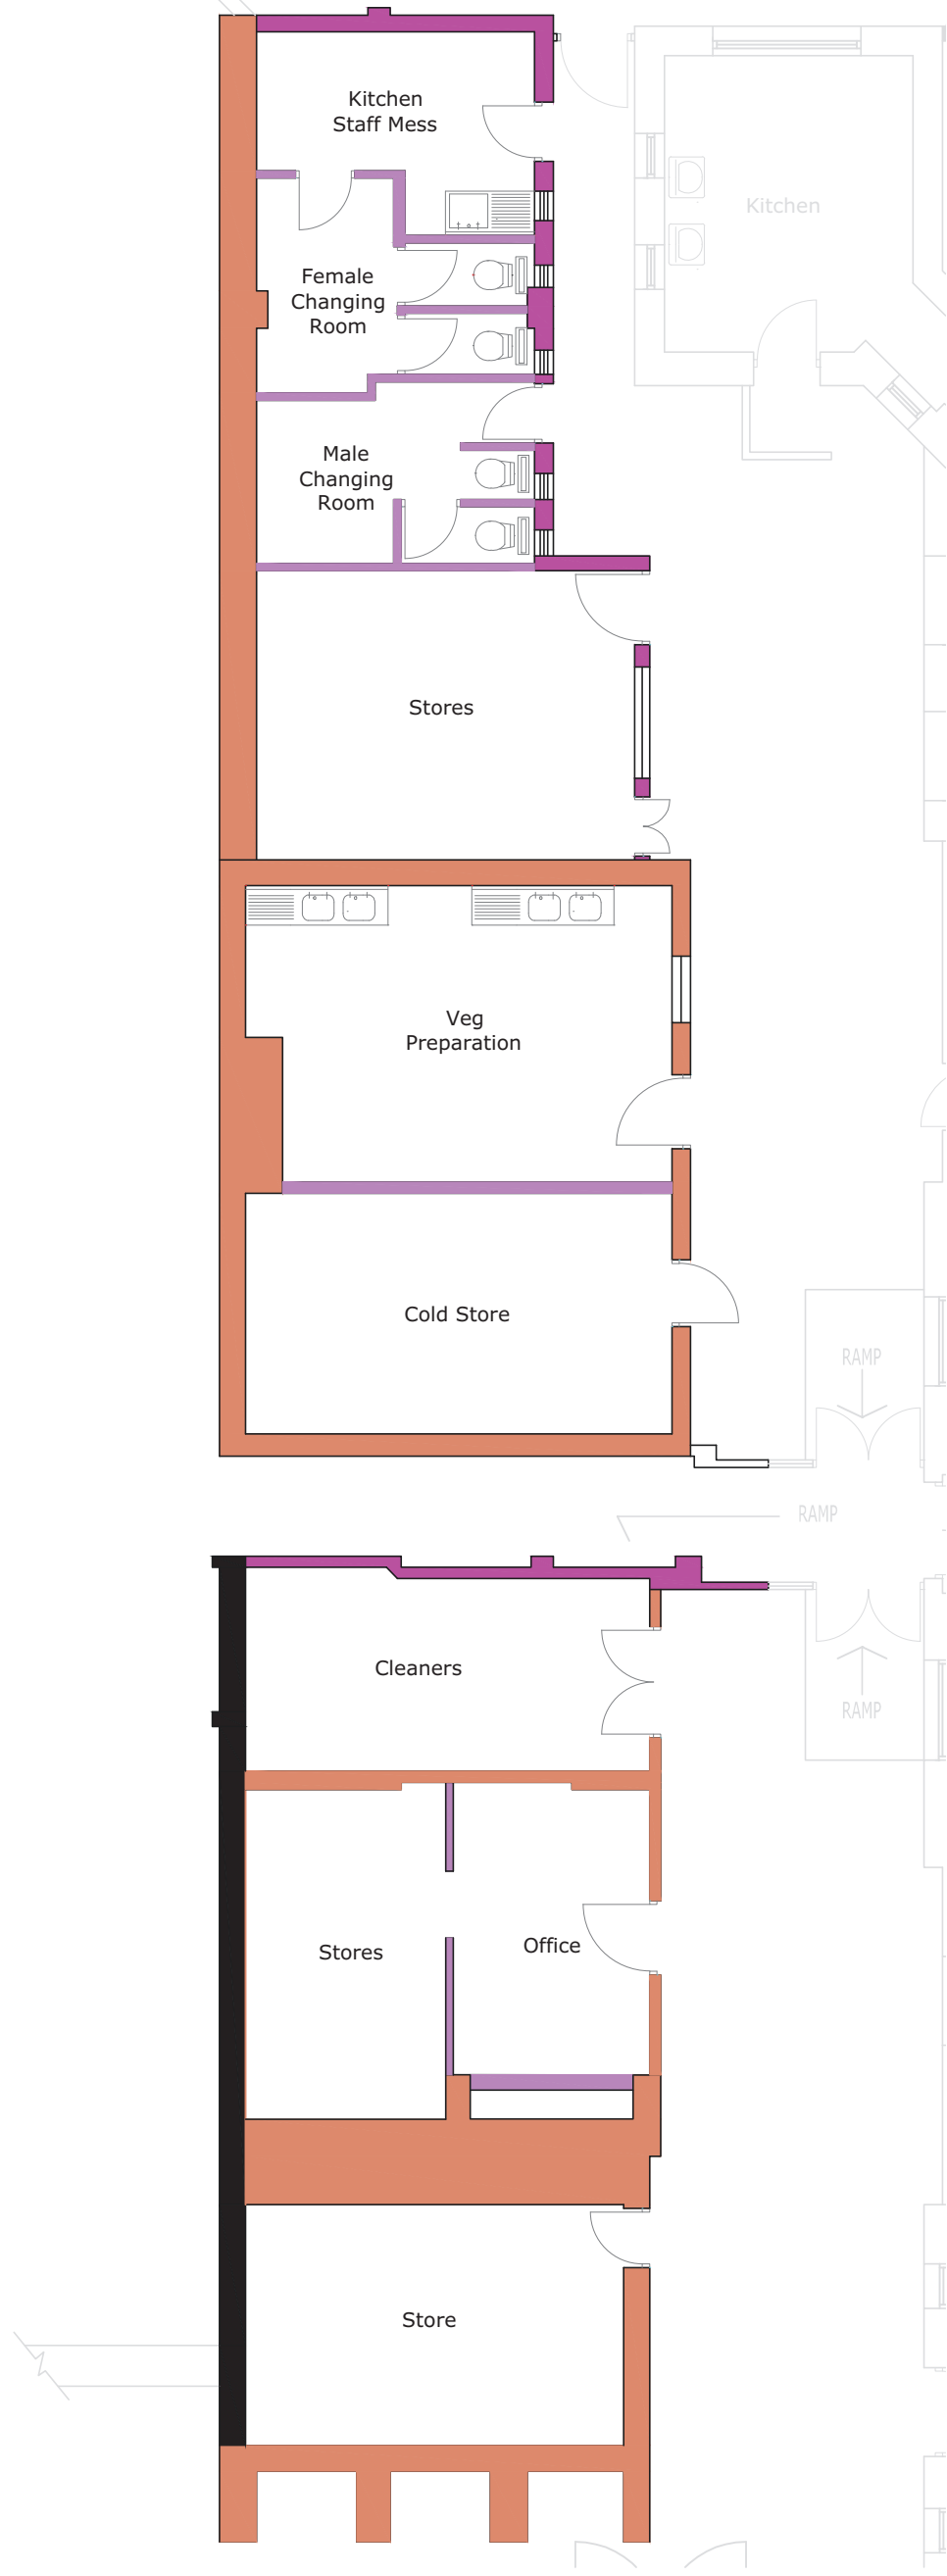 Kitchen
Staff Mess
Kitchen
Female
Changing
Room
Male
Changing
Room
Stores
Veg
Preparation
Cold Store
RAMP
RAMP
Cleaners
RAMP
Stores
Office
Store